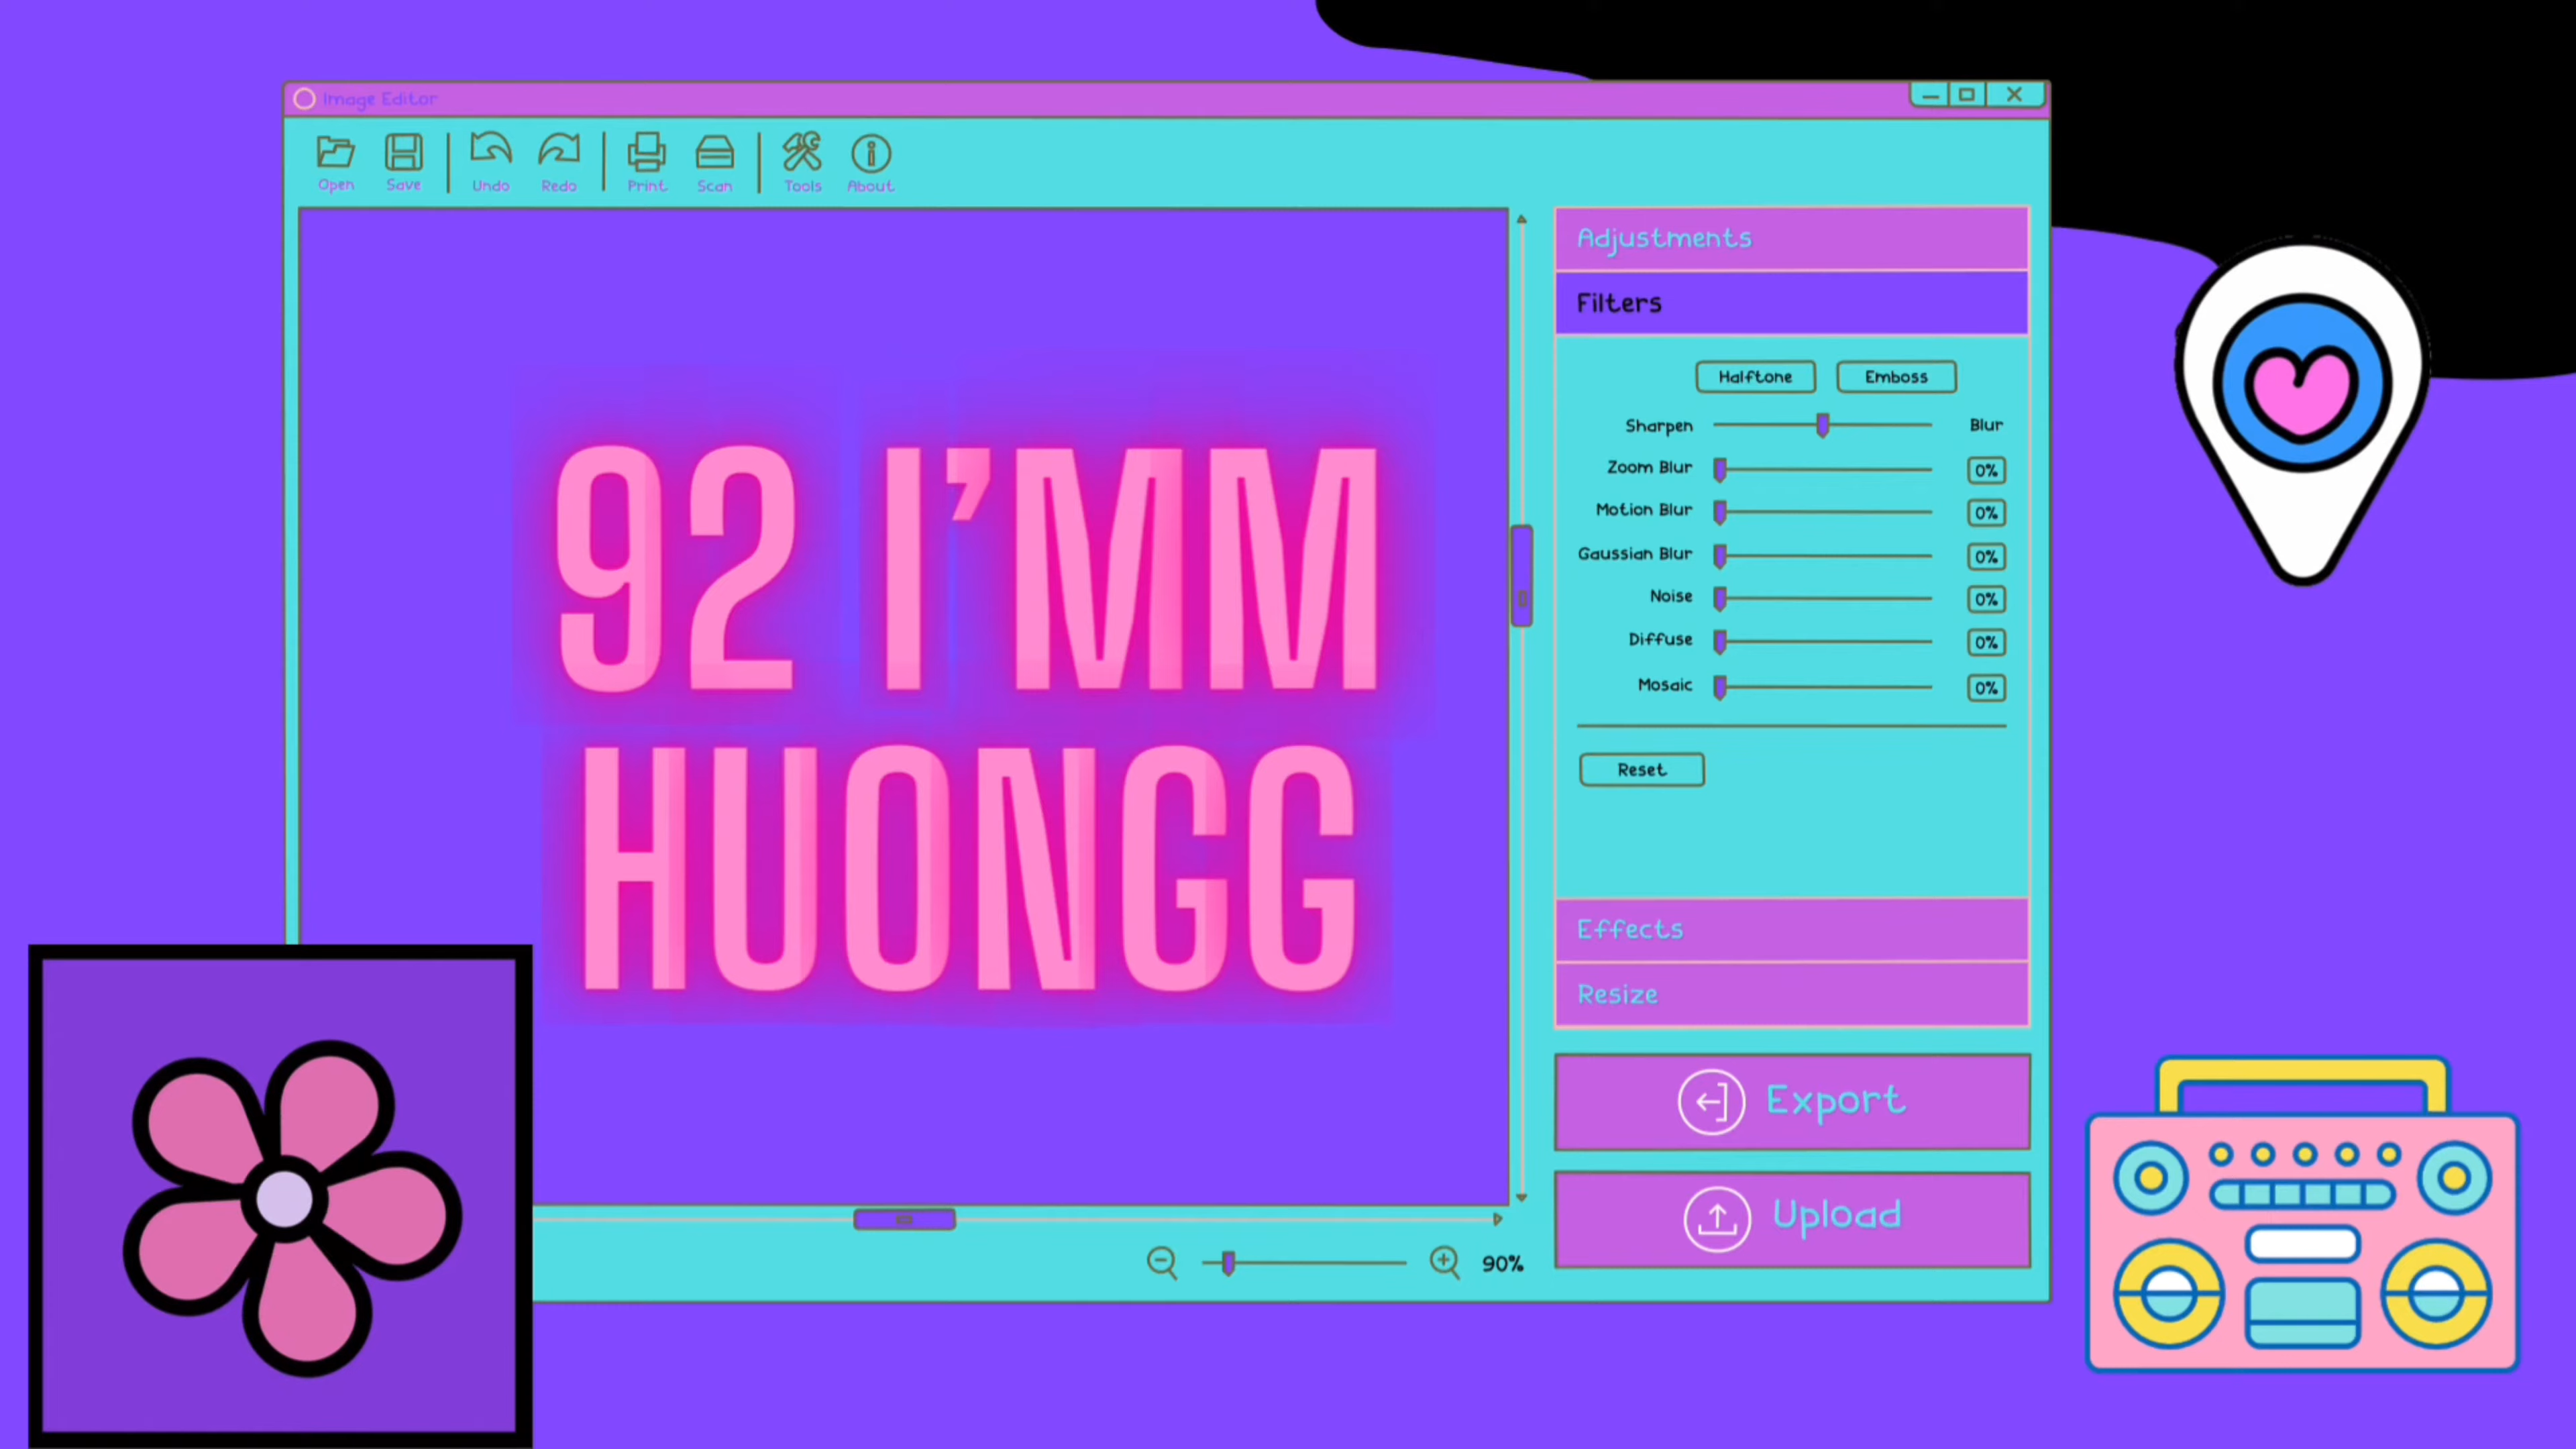 Image Editor
Open Save Undo Redo Print Scan Tools About
92 I’MM
HUONGG
Adjustments
Filters
Halftone Emboss
Sharpen Blur
Zoom Blur 0%
Motion Blur 0%
Gaussian Blur 0%
Noise 0%
Diffuse 0%
Mosaic 0%
Reset
Effects
Resize
Export
Upload
90%